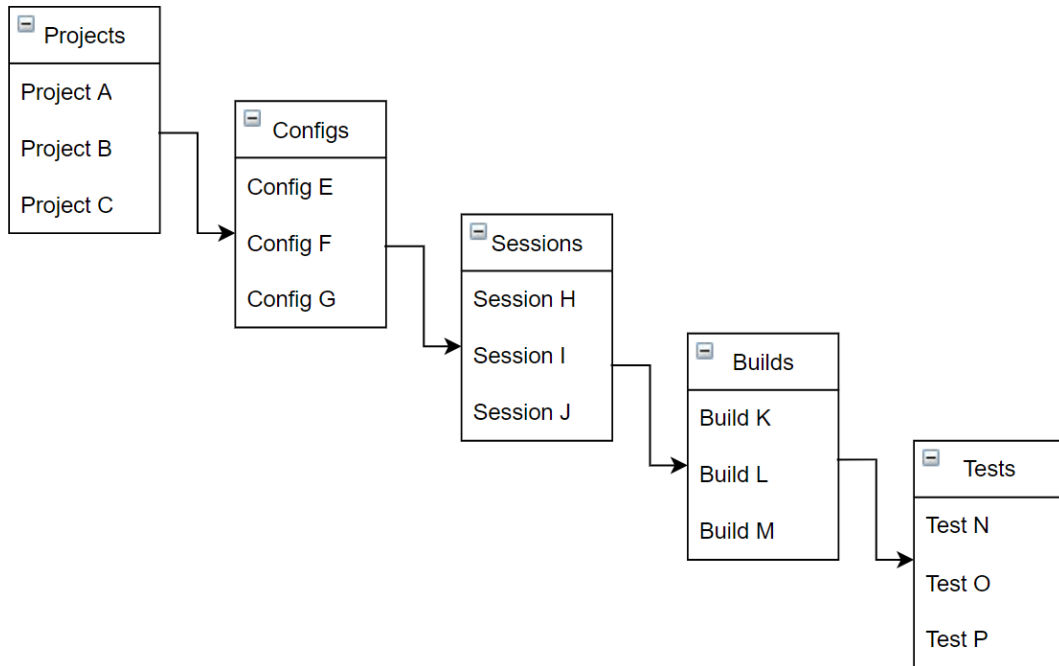 Projects
Project A
Project B
Project C
Configs
Config E
Config F
Config G
Sessions
Session H
Session I
Session J
Builds
Build K
Build L
Build M
Tests
Test N
Test O
Test P